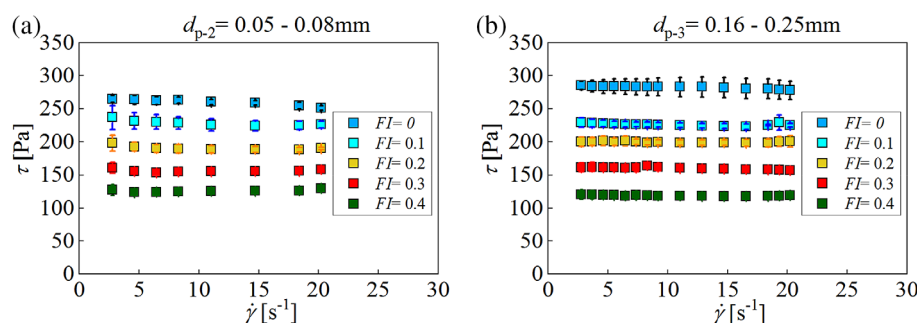 (a) d_p-2 = 0.05 - 0.08mm
350
300
250
200
150
100
50
0
τ [Pa]
FI= 0
FI= 0.1
FI= 0.2
FI= 0.3
FI= 0.4
0 5 10 15 20 25 30
γ̇ [s⁻¹]
(b) d_p-3 = 0.16 - 0.25mm
350
300
250
200
150
100
50
0
τ [Pa]
FI= 0
FI= 0.1
FI= 0.2
FI= 0.3
FI= 0.4
0 5 10 15 20 25 30
γ̇ [s⁻¹]